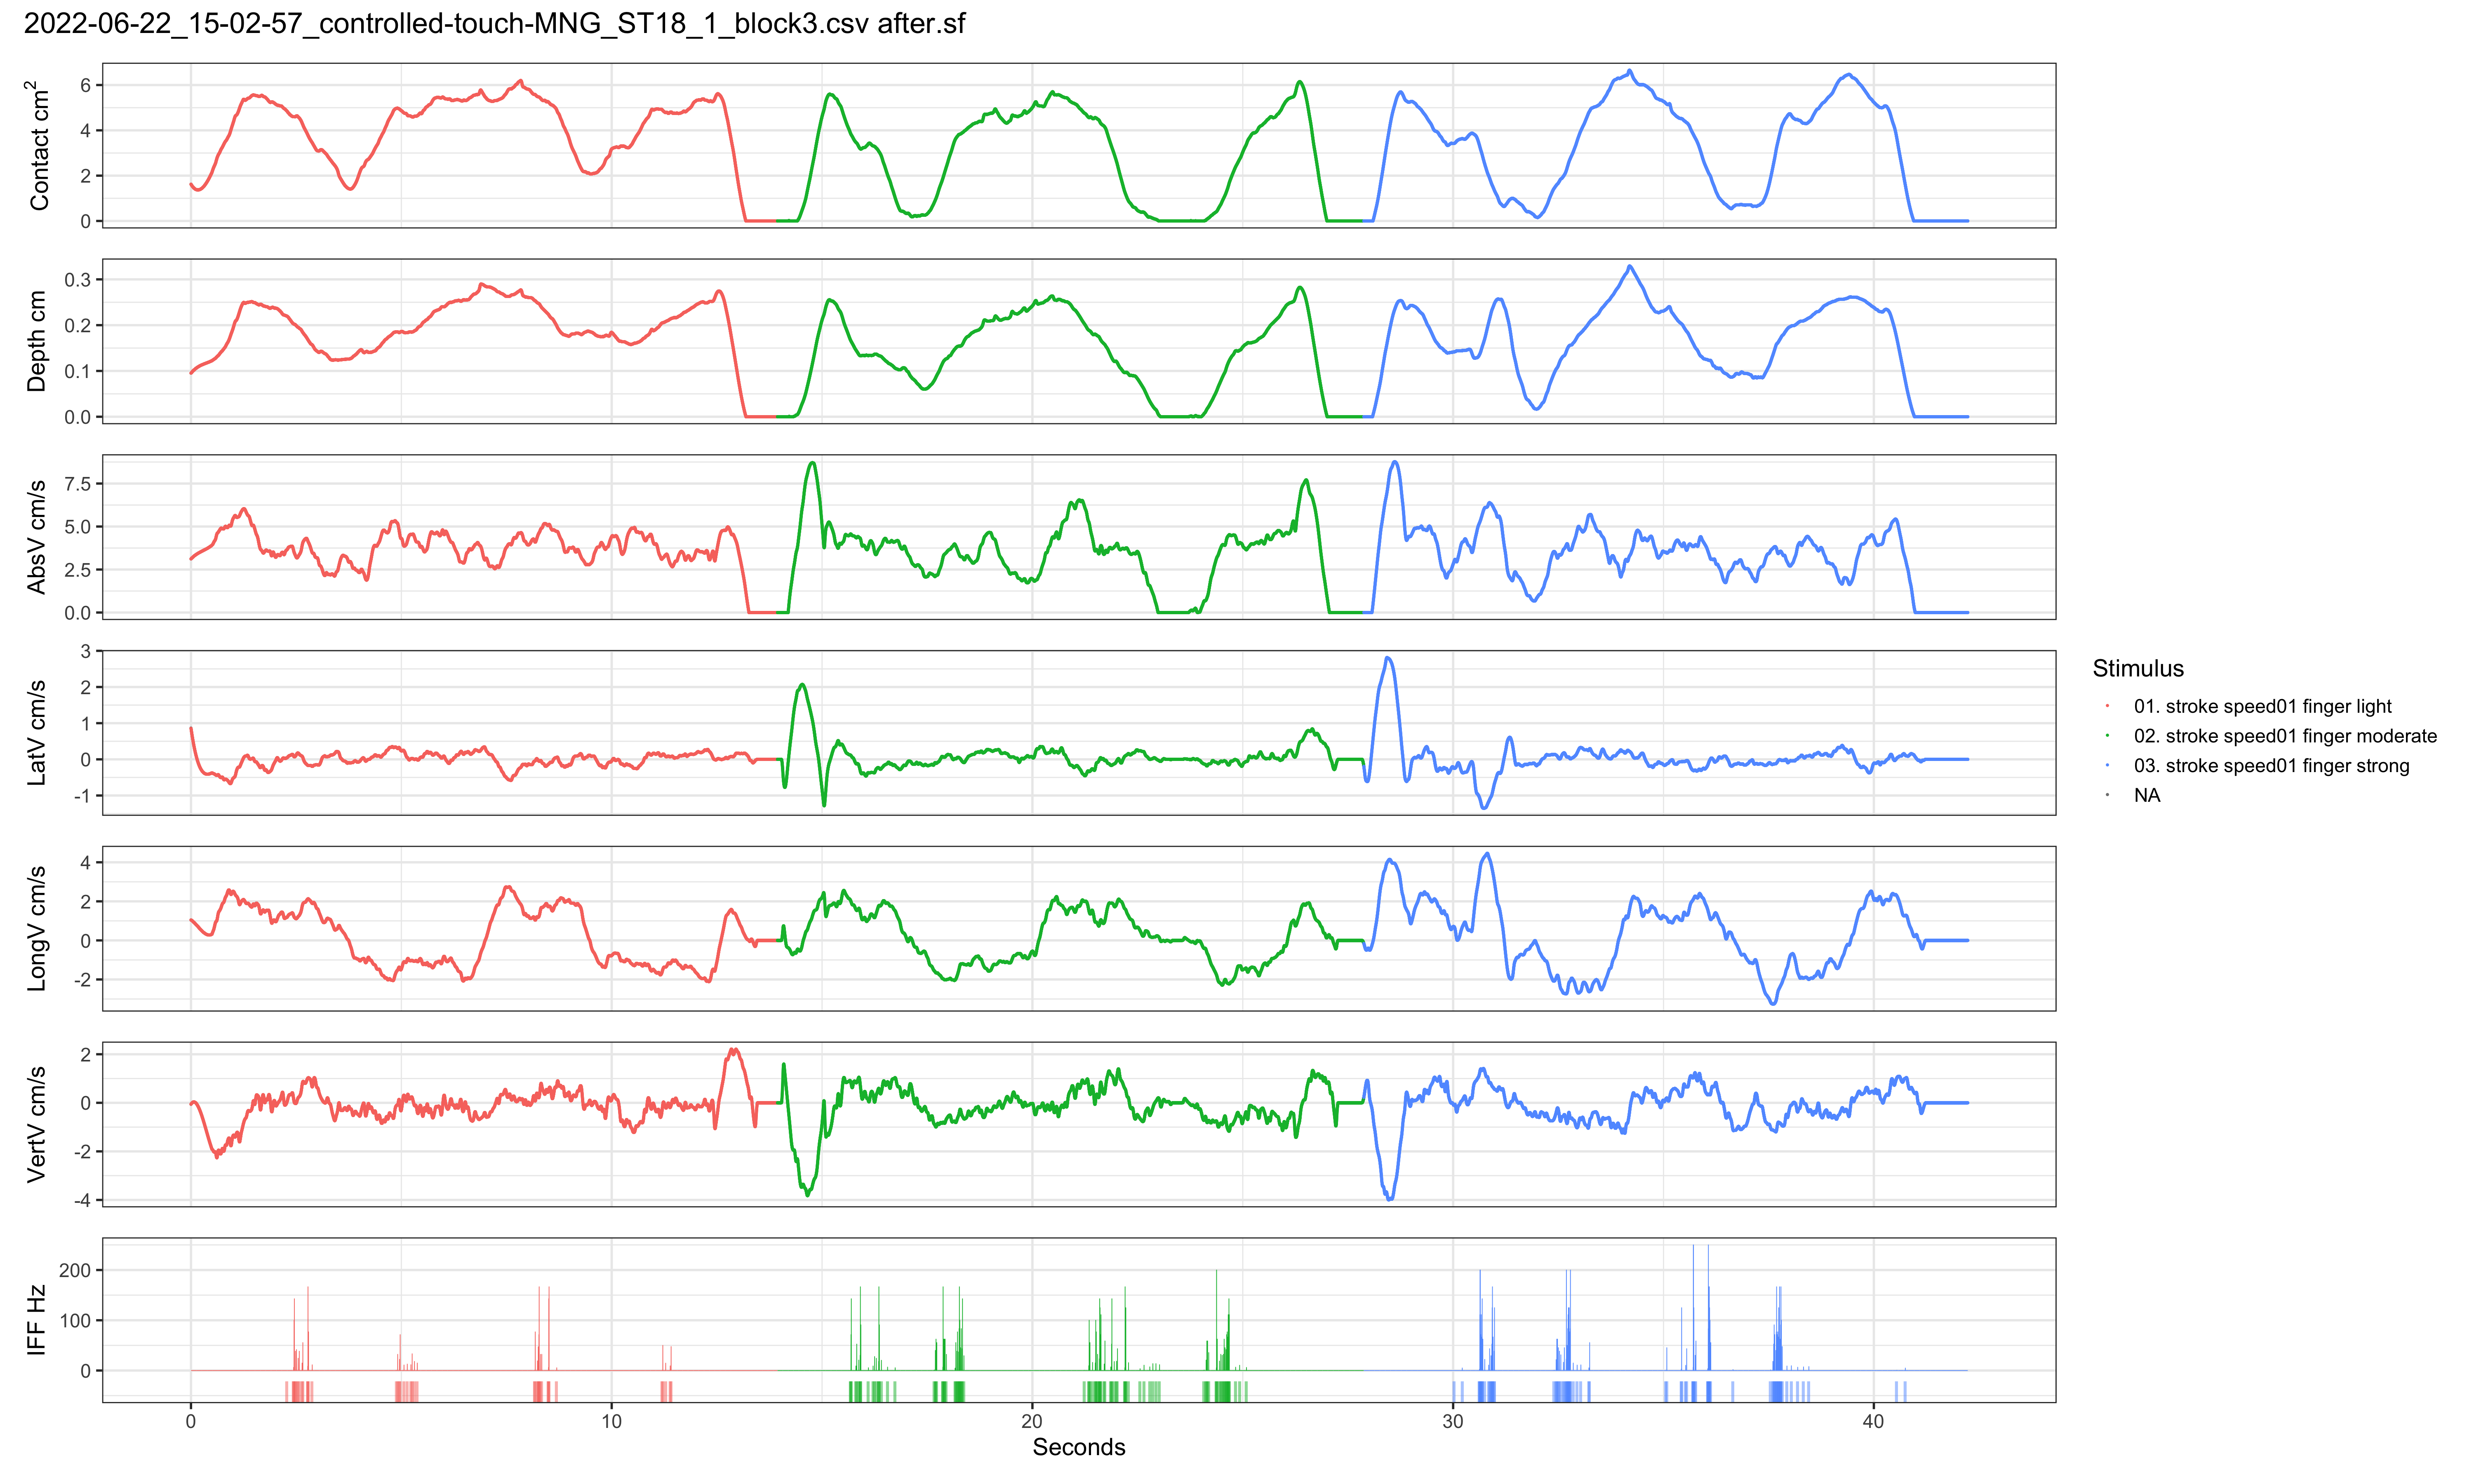 2022-06-22_15-02-57_controlled-touch-MNG_ST18_1_block3.csv after.sf
Contact cm²
6
4
2
0
Depth cm
0.3
0.2
0.1
0.0
AbsV cm/s
7.5
5.0
2.5
0.0
LatV cm/s
3
2
1
0
-1
LongV cm/s
4
2
0
-2
VertV cm/s
2
0
-2
-4
IFF Hz
200
100
0
0 10 20 30 40
Seconds
Stimulus
01. stroke speed01 finger light
02. stroke speed01 finger moderate
03. stroke speed01 finger strong
NA